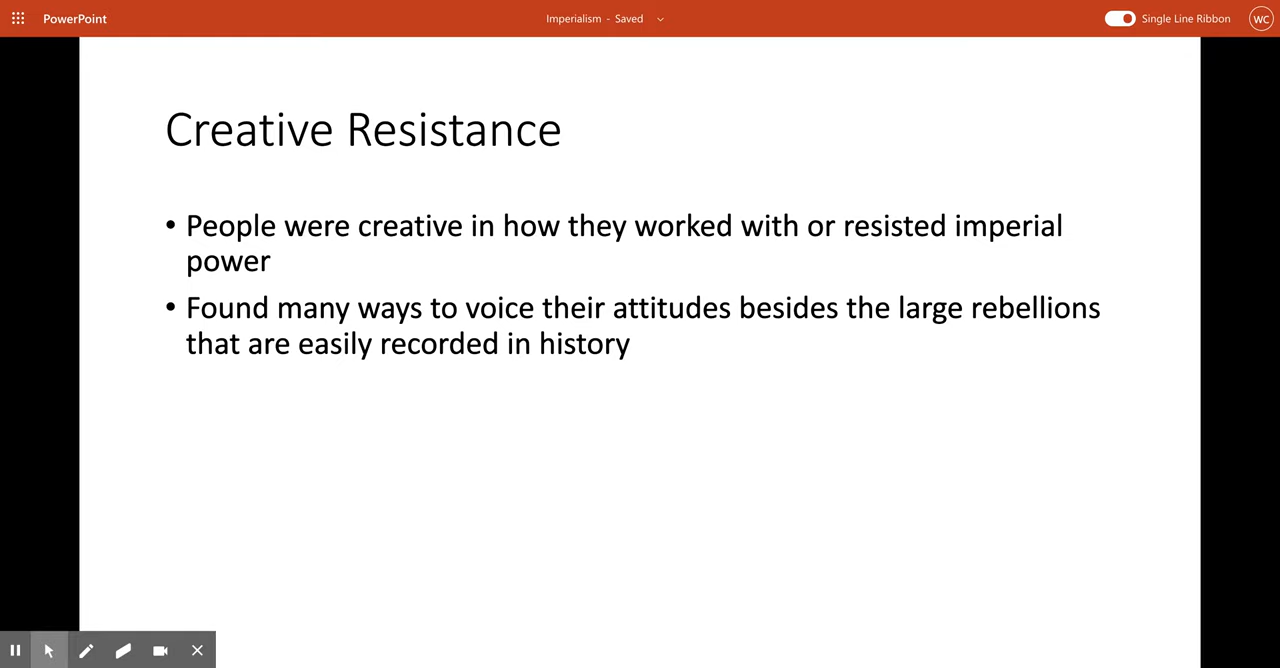 PowerPoint
Imperialism - Saved
Single Line Ribbon
WC
Creative Resistance
• People were creative in how they worked with or resisted imperial
power
• Found many ways to voice their attitudes besides the large rebellions
that are easily recorded in history